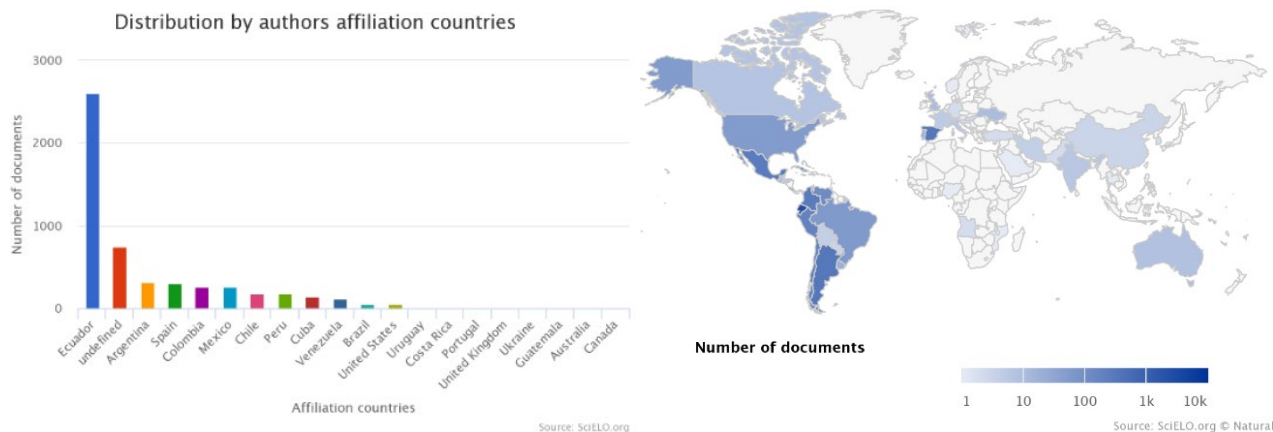 Distribution by authors affiliation countries
Number of documents
3000
2000
1000
0
Ecuador
undefined
Argentina
Spain
Colombia
Mexico
Chile
Peru
Cuba
Venezuela
Brazil
United States
Uruguay
Costa Rica
Portugal
United Kingdom
Ukraine
Guatemala
Australia
Canada
Affiliation countries
Source: SciELO.org
Number of documents
1 10 100 1k 10k
Source: SciELO.org © Natural